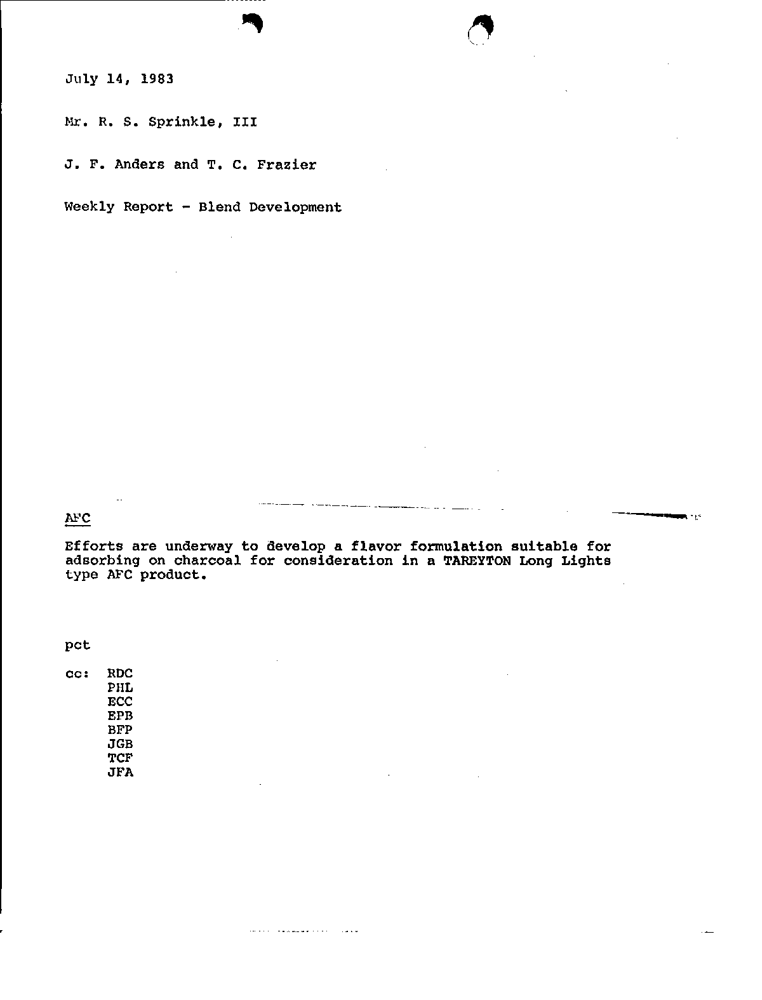 July 14, 1983
Mr. R. S. Sprinkle, III
J. F. Anders and T. C. Frazier
Weekly Report - Blend Development
AFC
Efforts are underway to develop a flavor formulation suitable for
adsorbing on charcoal for consideration in a TAREYTON Long Lights
type AFC product.
pct
cc: RDC
PHL
ECC
EPB
BFP
JGB
TCF
JFA